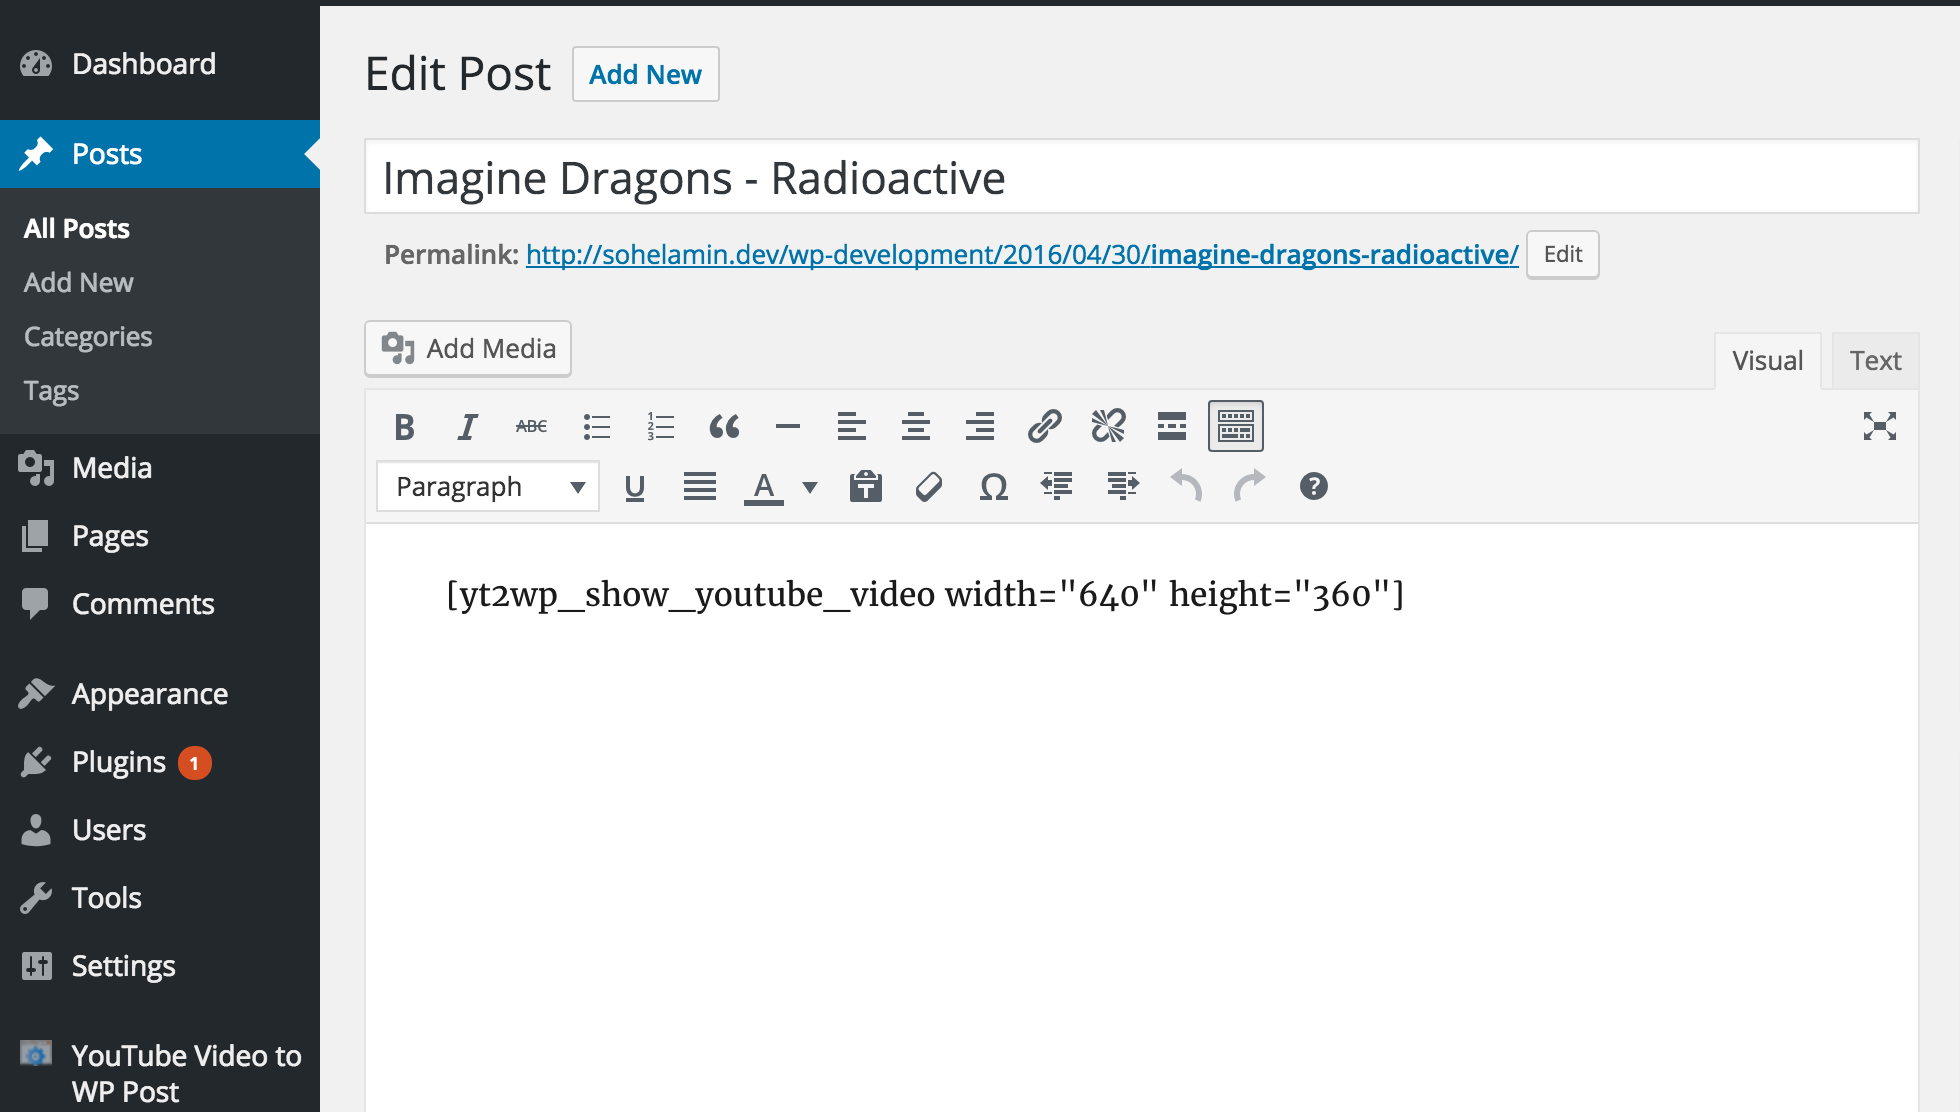 Dashboard
Posts
All Posts
Add New
Categories
Tags
Media
Pages
Comments
Appearance
Plugins 1
Users
Tools
Settings
YouTube Video to
WP Post
Edit Post Add New
Imagine Dragons - Radioactive
Permalink: http://sohelamin.dev/wp-development/2016/04/30/imagine-dragons-radioactive/ Edit
Add Media
Visual Text
B I ABC
Paragraph U A Ω ?
[yt2wp_show_youtube_video width="640" height="360"]